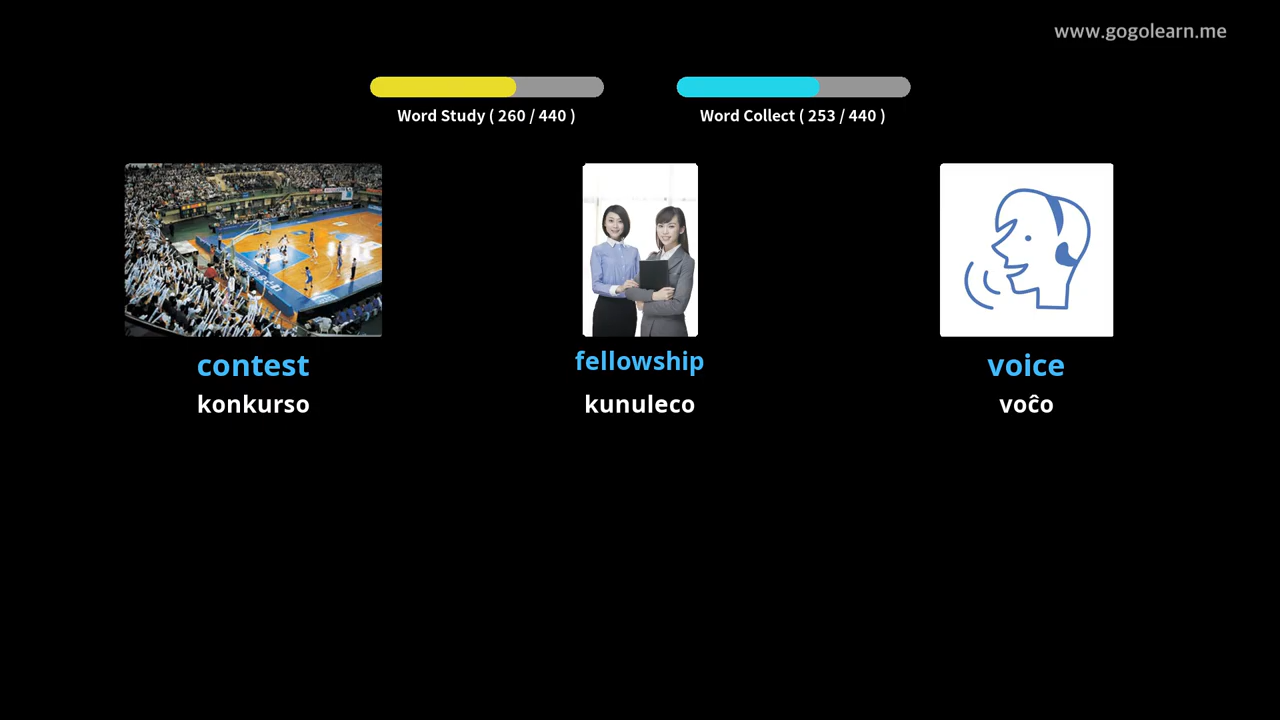 www.gogolearn.me
Word Study ( 260 / 440 )
Word Collect ( 253 / 440 )
contest
konkurso
fellowship
kunuleco
voice
voĉo